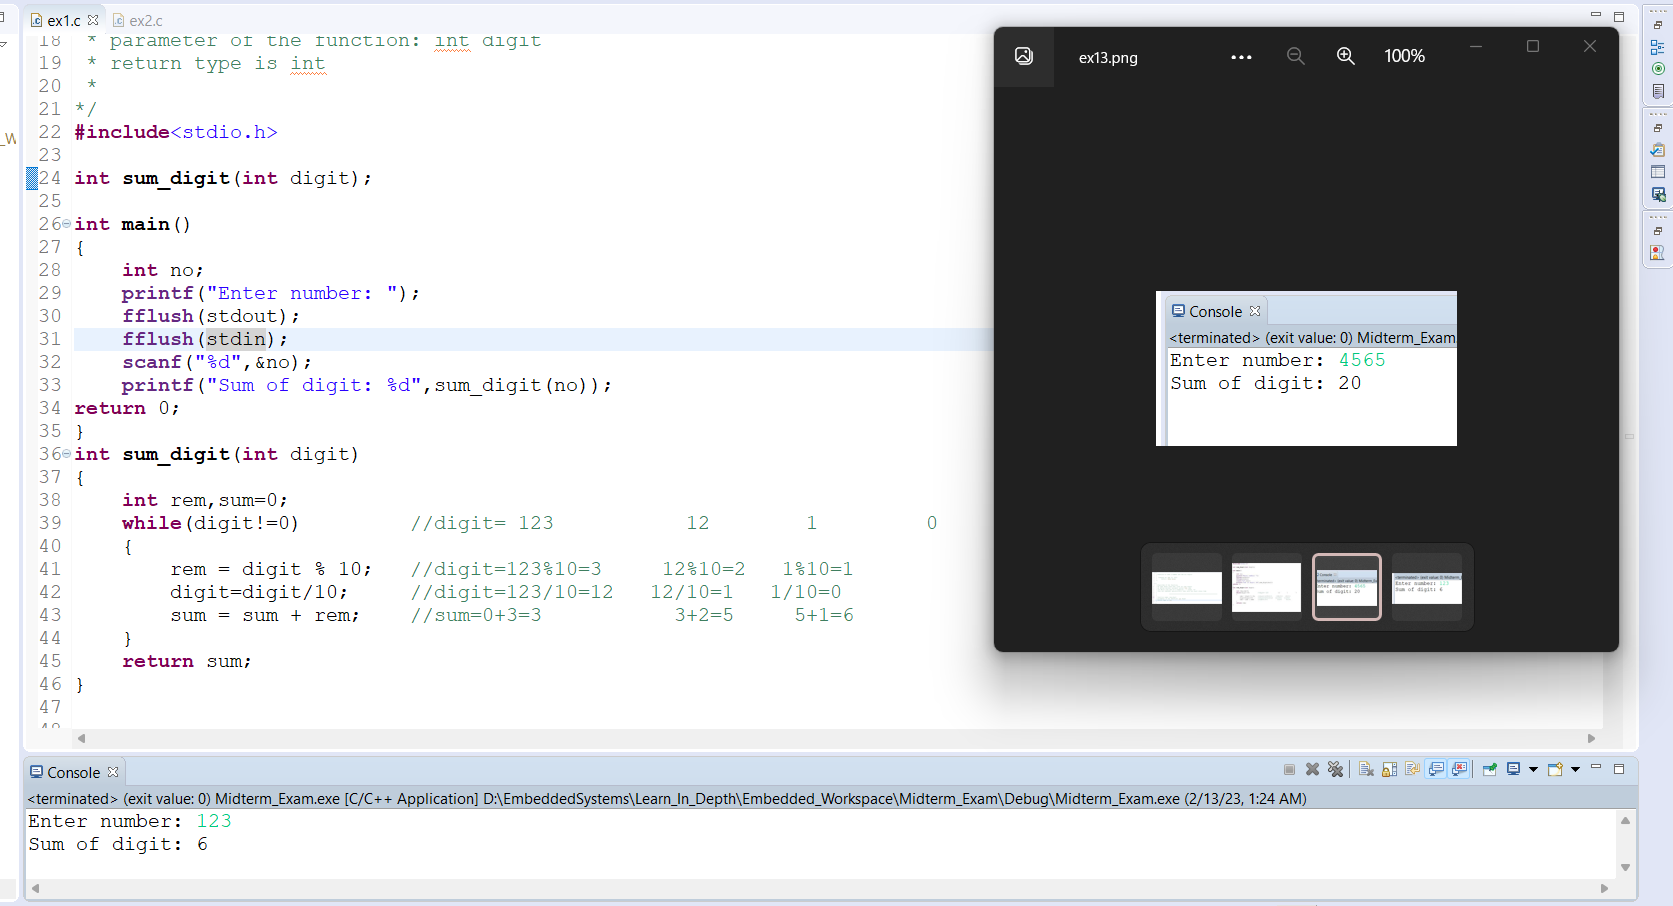 ex1.c
ex2.c
18 * parameter of the function: int digit
19 * return type is int
20 *
21 */
22 #include<stdio.h>
23
24 int sum_digit(int digit);
25
26 int main()
27 {
28 int no;
29 printf("Enter number: ");
30 fflush(stdout);
31 fflush(stdin);
32 scanf("%d",&no);
33 printf("Sum of digit: %d",sum_digit(no));
34 return 0;
35 }
36 int sum_digit(int digit)
37 {
38 int rem,sum=0;
39 while(digit!=0) //digit= 123 12 1 0
40 {
41 rem = digit % 10; //digit=123%10=3 12%10=2 1%10=1
42 digit=digit/10; //digit=123/10=12 12/10=1 1/10=0
43 sum = sum + rem; //sum=0+3=3 3+2=5 5+1=6
44 }
45 return sum;
46 }
47
_W
ex13.png
100%
Console
<terminated> (exit value: 0) Midterm_Exam
Enter number: 4565
Sum of digit: 20
Console
<terminated> (exit value: 0) Midterm_Exam.exe [C/C++ Application] D:\EmbeddedSystems\Learn_In_Depth\Embedded_Workspace\Midterm_Exam\Debug\Midterm_Exam.exe (2/13/23, 1:24 AM)
Enter number: 123
Sum of digit: 6